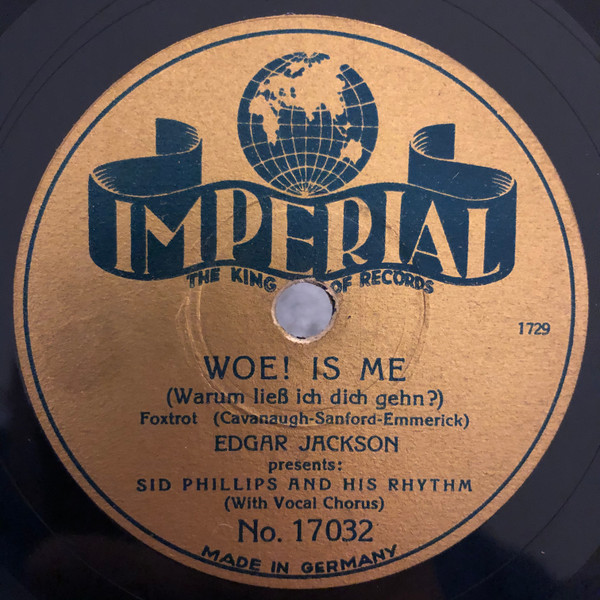 IMPERIAL
THE KING OF RECORDS
1729
WOE! IS ME
(Warum ließ ich dich gehn?)
Foxtrot (Cavanaugh-Sanford-Emmerick)
EDGAR JACKSON
presents:
SID PHILLIPS AND HIS RHYTHM
(With Vocal Chorus)
No. 17032
MADE IN GERMANY